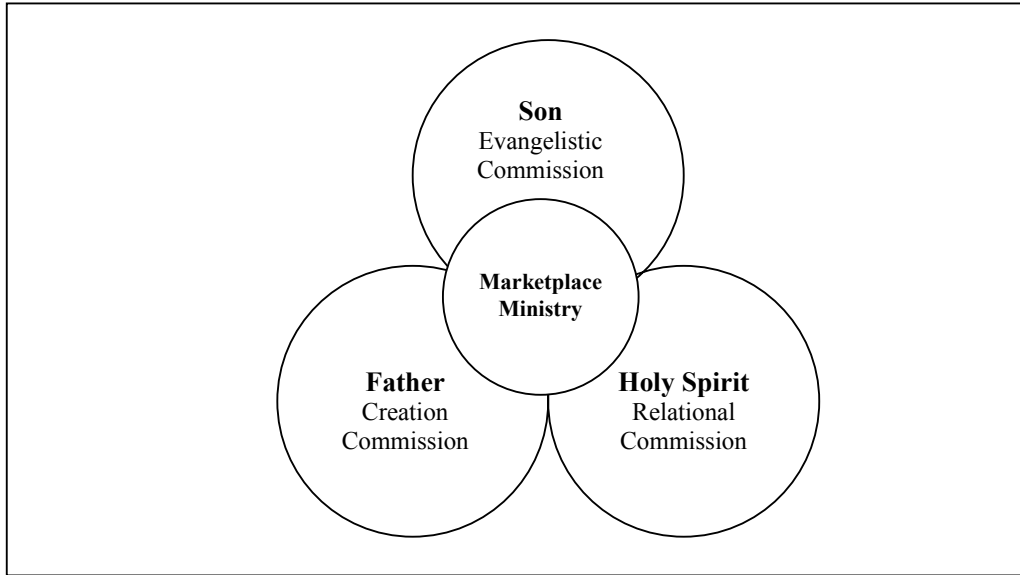 Son
Evangelistic
Commission
Marketplace
Ministry
Father
Creation
Commission
Holy Spirit
Relational
Commission